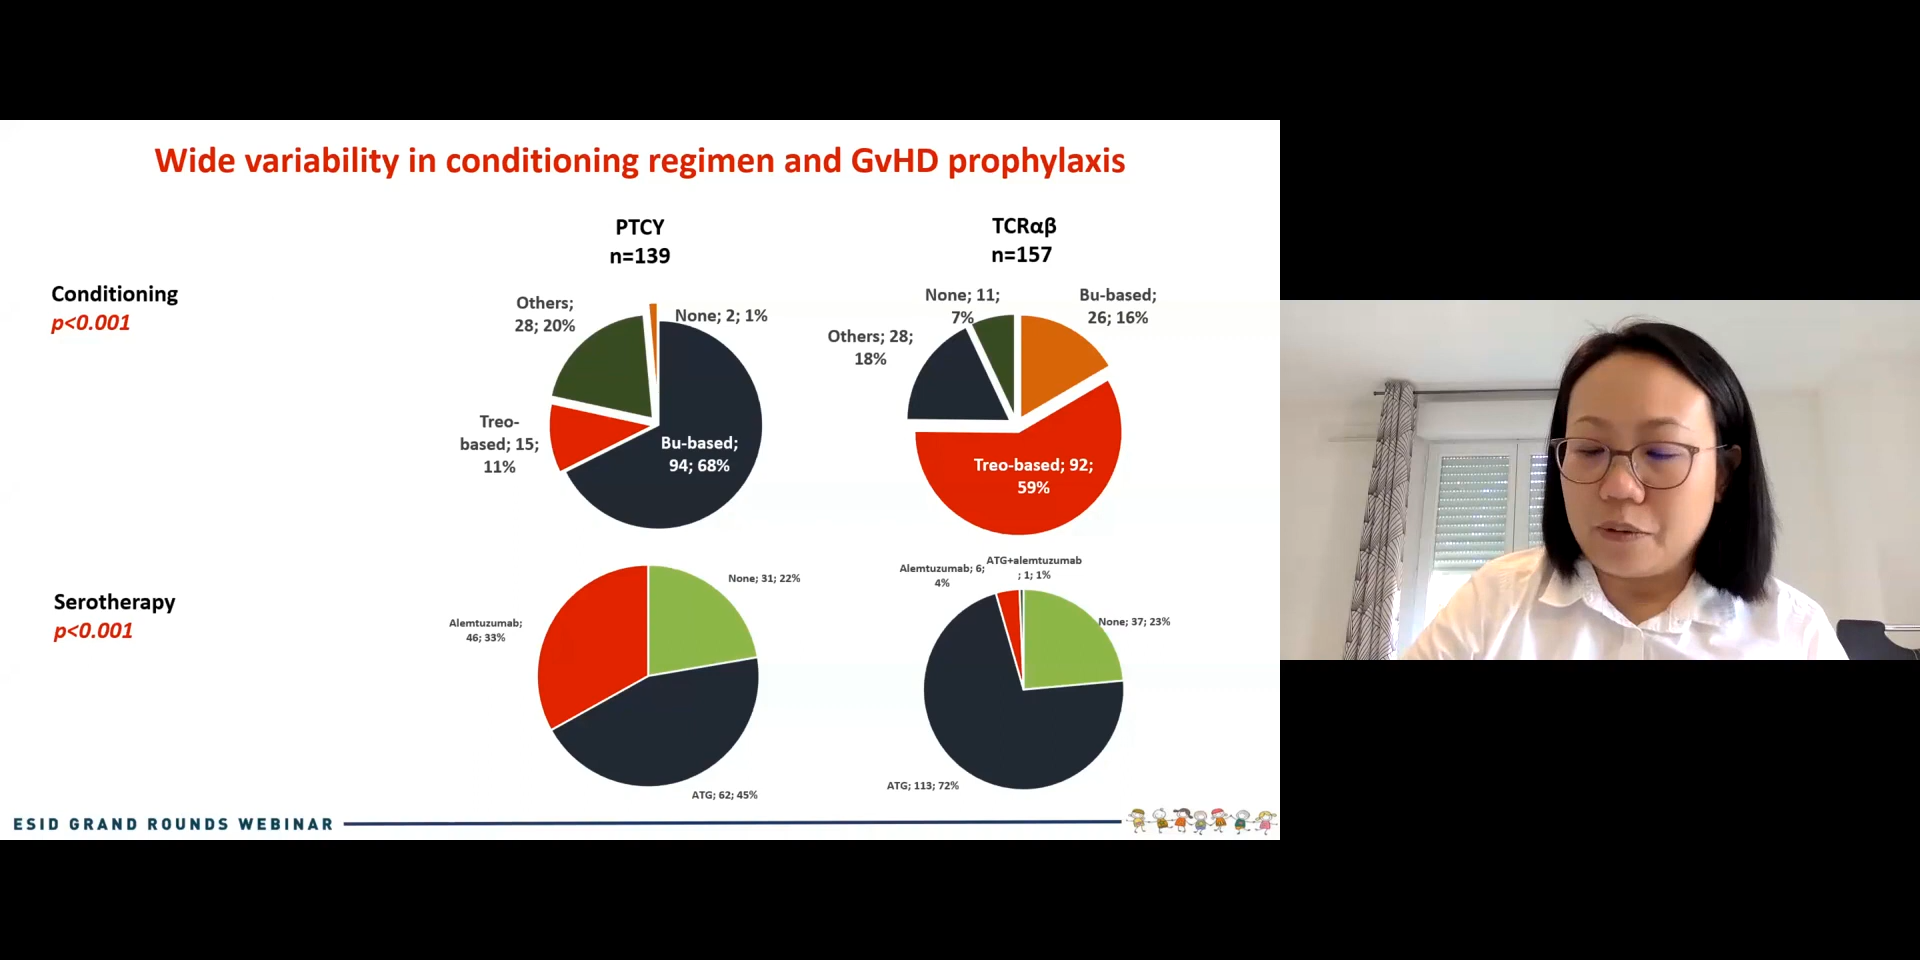 Wide variability in conditioning regimen and GvHD prophylaxis
PTCY
n=139
TCRαβ
n=157
Conditioning
p<0.001
Others;
28; 20%
None; 2; 1%
Treo-
based; 15;
11%
Bu-based;
94; 68%
None; 11;
7%
Bu-based;
26; 16%
Others; 28;
18%
Treo-based; 92;
59%
Serotherapy
p<0.001
None; 31; 22%
Alemtuzumab;
46; 33%
ATG; 62; 45%
Alemtuzumab; 6;
4%
ATG+alemtuzumab
; 1; 1%
None; 37; 23%
ATG; 113; 72%
ESID GRAND ROUNDS WEBINAR